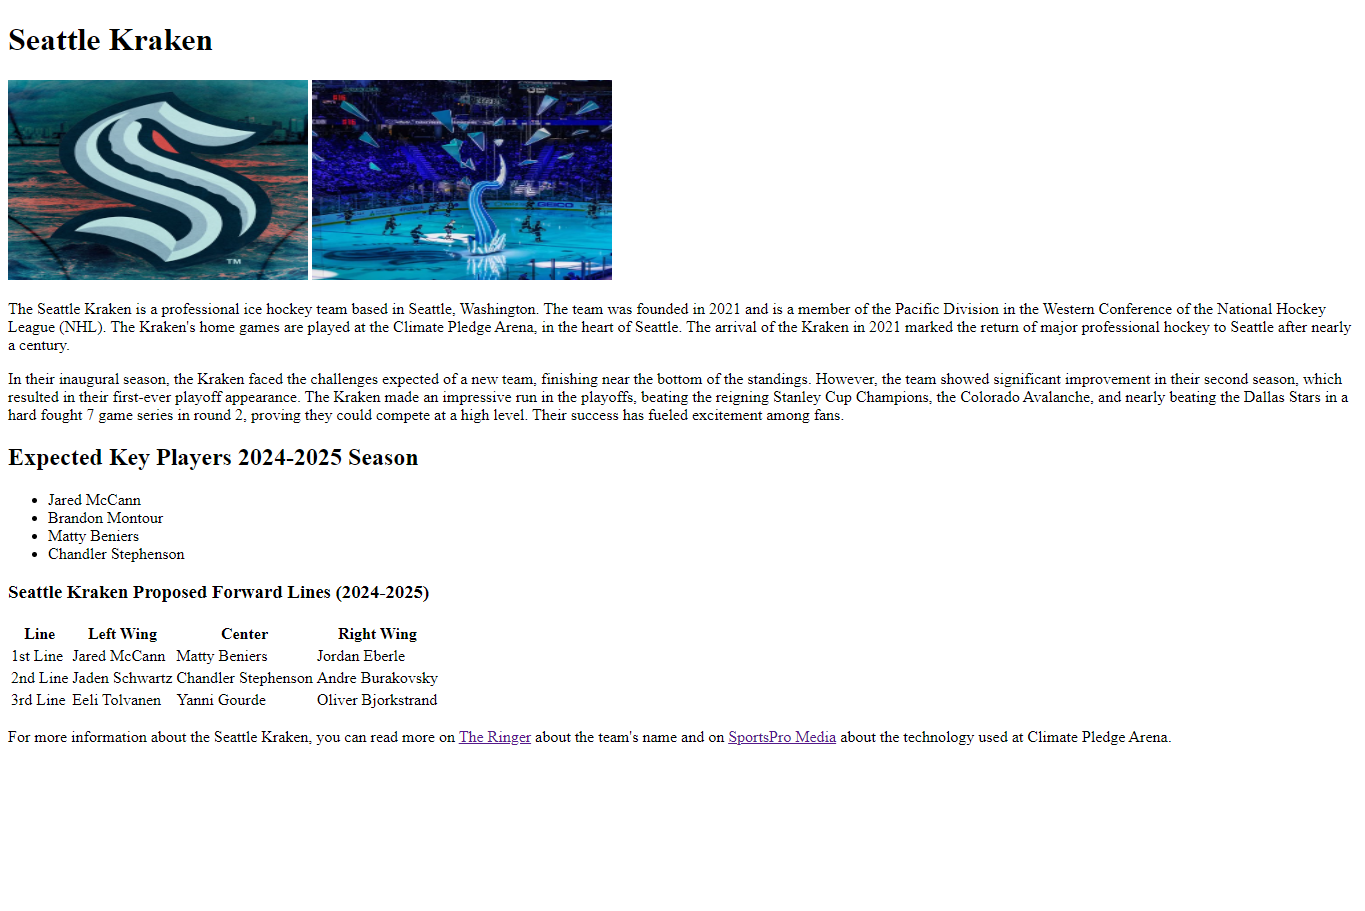 Seattle Kraken
TM
GEICO
The Seattle Kraken is a professional ice hockey team based in Seattle, Washington. The team was founded in 2021 and is a member of the Pacific Division in the Western Conference of the National Hockey
League (NHL). The Kraken's home games are played at the Climate Pledge Arena, in the heart of Seattle. The arrival of the Kraken in 2021 marked the return of major professional hockey to Seattle after nearly
a century.
In their inaugural season, the Kraken faced the challenges expected of a new team, finishing near the bottom of the standings. However, the team showed significant improvement in their second season, which
resulted in their first-ever playoff appearance. The Kraken made an impressive run in the playoffs, beating the reigning Stanley Cup Champions, the Colorado Avalanche, and nearly beating the Dallas Stars in a
hard fought 7 game series in round 2, proving they could compete at a high level. Their success has fueled excitement among fans.
Expected Key Players 2024-2025 Season
Jared McCann
Brandon Montour
Matty Beniers
Chandler Stephenson
Seattle Kraken Proposed Forward Lines (2024-2025)
Line Left Wing Center Right Wing
1st Line Jared McCann Matty Beniers Jordan Eberle
2nd Line Jaden Schwartz Chandler Stephenson Andre Burakovsky
3rd Line Eeli Tolvanen Yanni Gourde Oliver Bjorkstrand
For more information about the Seattle Kraken, you can read more on The Ringer about the team's name and on SportsPro Media about the technology used at Climate Pledge Arena.